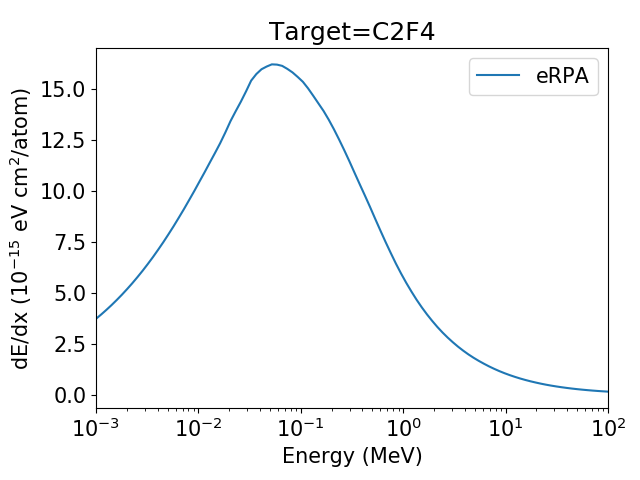 Target=C2F4
eRPA
dE/dx (10⁻¹⁵ eV cm²/atom)
15.0
12.5
10.0
7.5
5.0
2.5
0.0
10⁻³ 10⁻² 10⁻¹ 10⁰ 10¹ 10²
Energy (MeV)